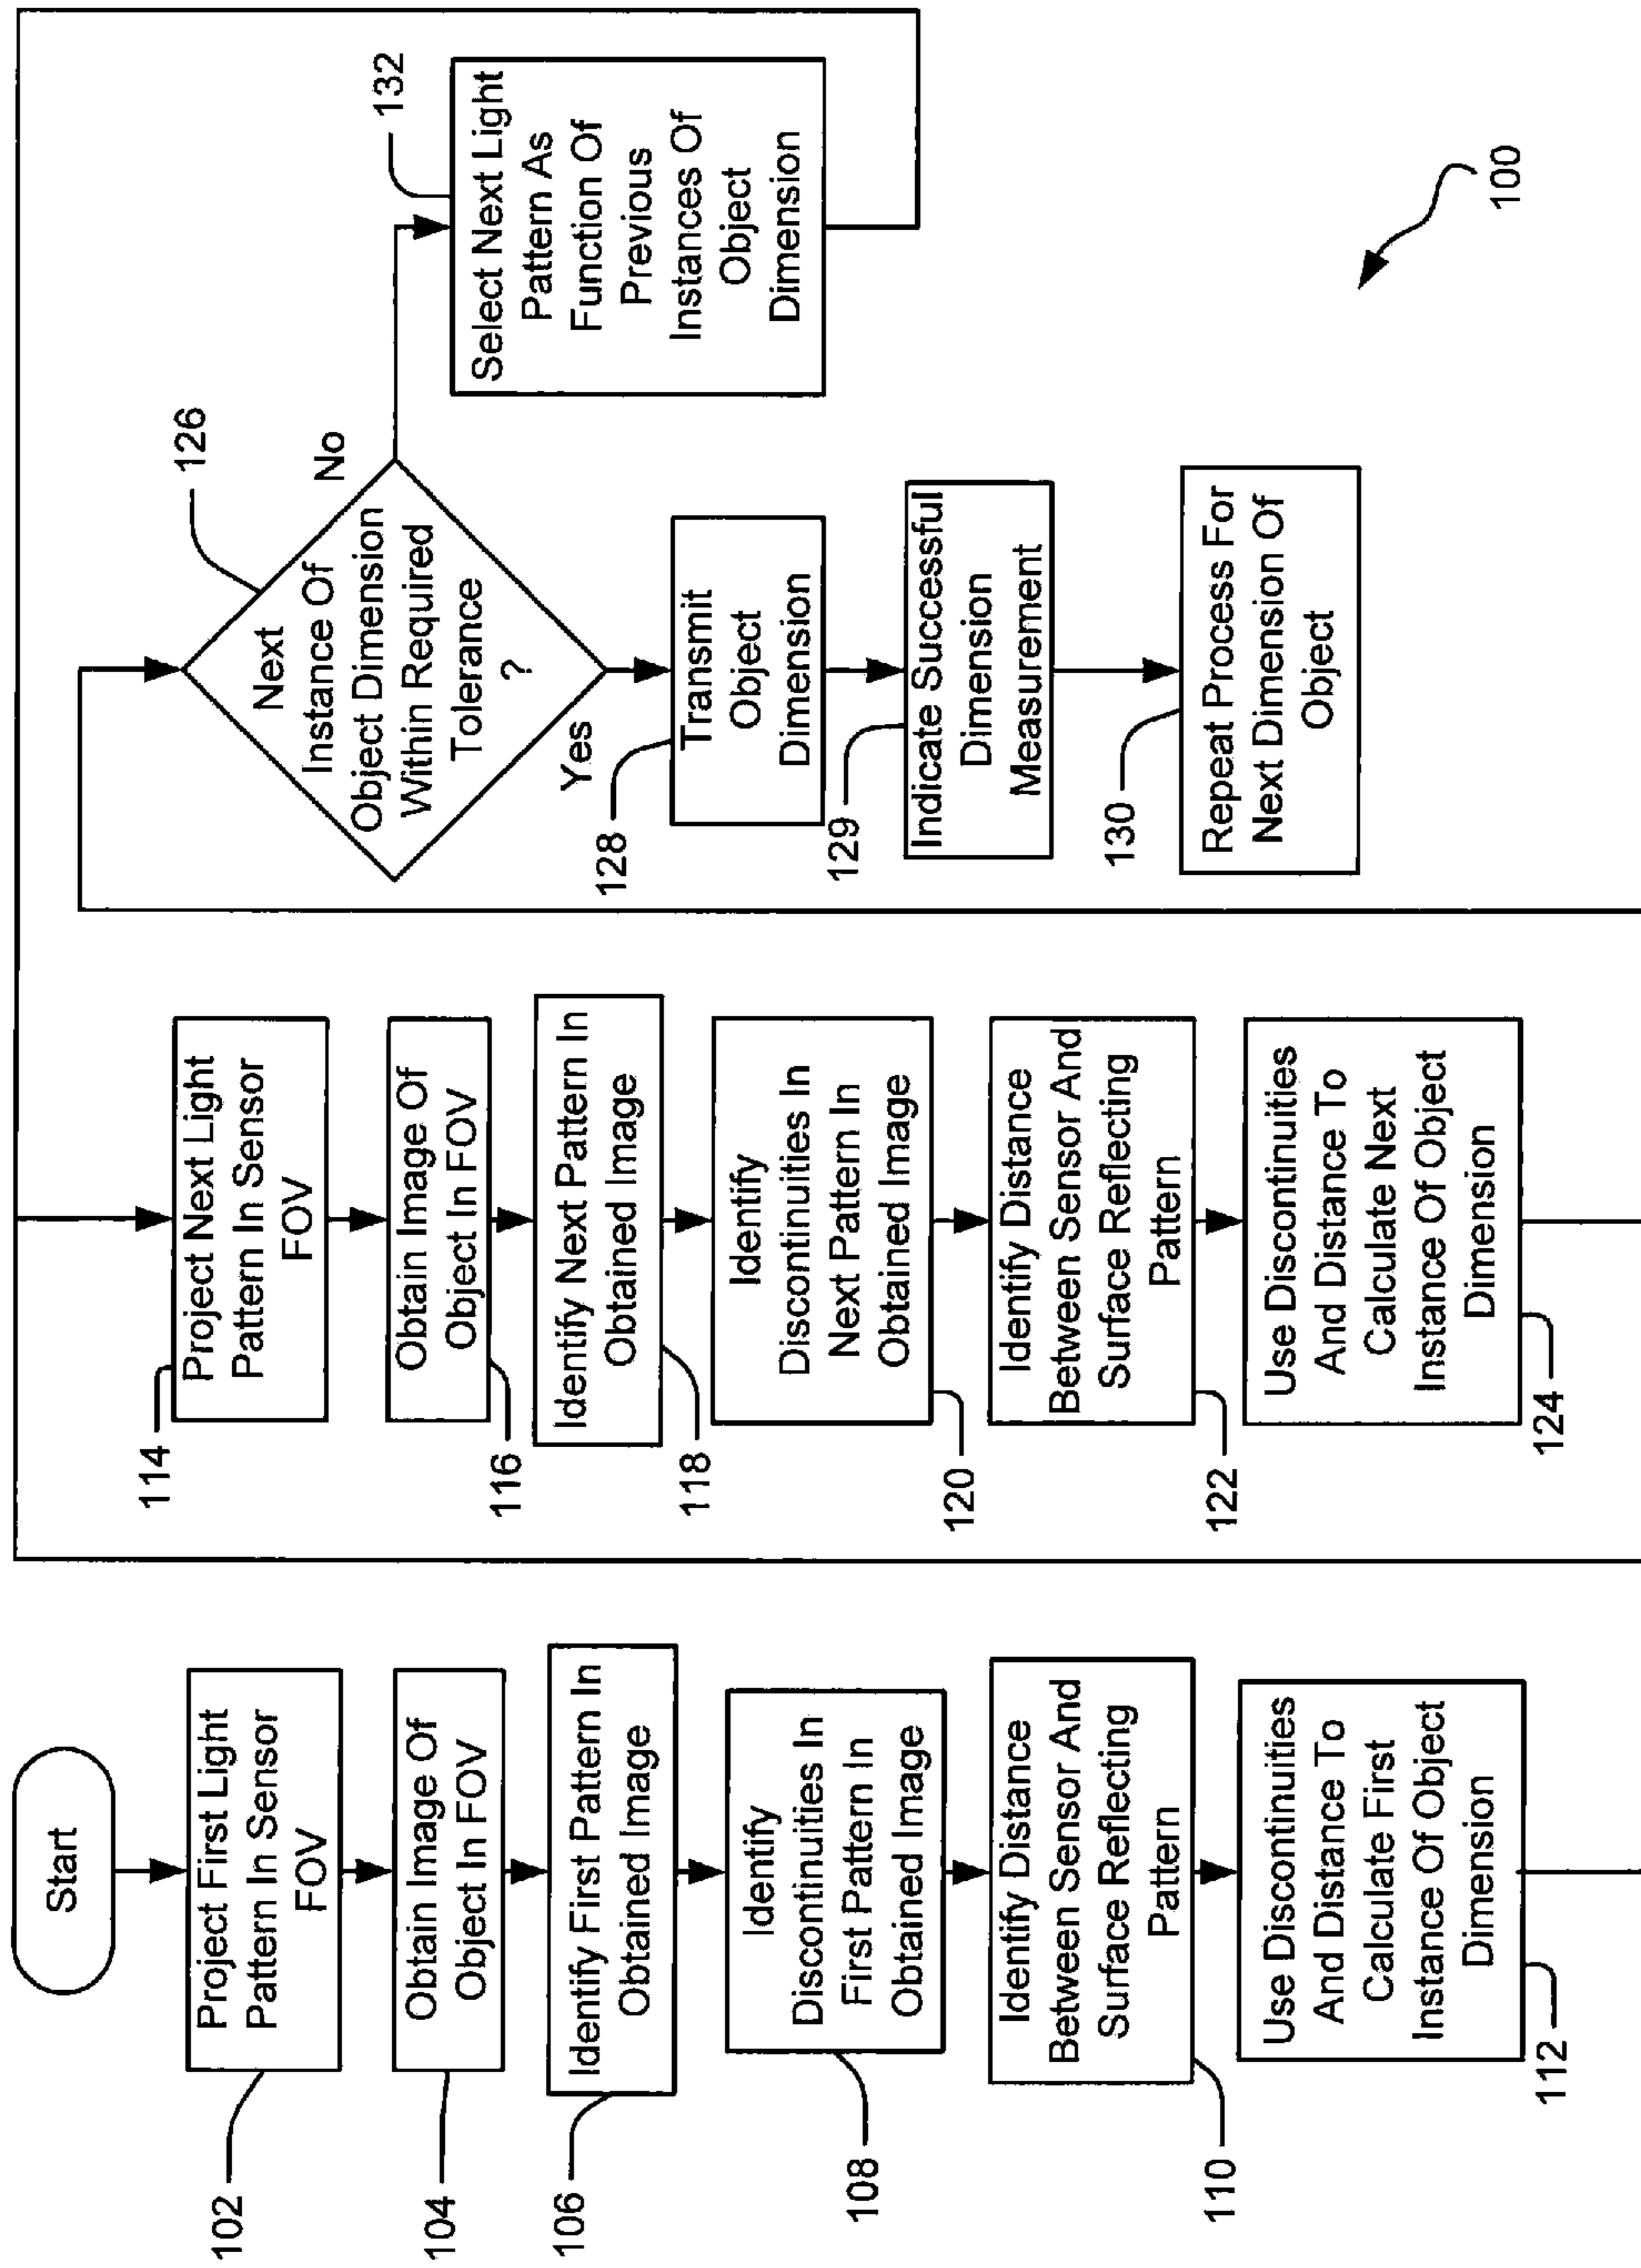 Start
Project First Light
Pattern In Sensor
FOV
102
Obtain Image Of
Object In FOV
104
Identify First Pattern In
Obtained Image
106
Identify
Discontinuities In
First Pattern In
Obtained Image
108
Identify Distance
Between Sensor And
Surface Reflecting
Pattern
110
Use Discontinuities
And Distance To
Calculate First
Instance Of Object
Dimension
112
Project Next Light
Pattern In Sensor
FOV
114
Obtain Image Of
Object In FOV
116
Identify Next Pattern In
Obtained Image
118
Identify
Discontinuities In
Next Pattern In
Obtained Image
120
Identify Distance
Between Sensor And
Surface Reflecting
Pattern
122
Use Discontinuities
And Distance To
Calculate Next
Instance Of Object
Dimension
124
Next
Instance Of
Object Dimension
Within Required
Tolerance
?
126
No
Yes
Transmit
Object
Dimension
128
Indicate Successful
Dimension
Measurement
129
Repeat Process For
Next Dimension Of
Object
130
Select Next Light
Pattern As
Function Of
Previous
Instances Of
Object
Dimension
132
100